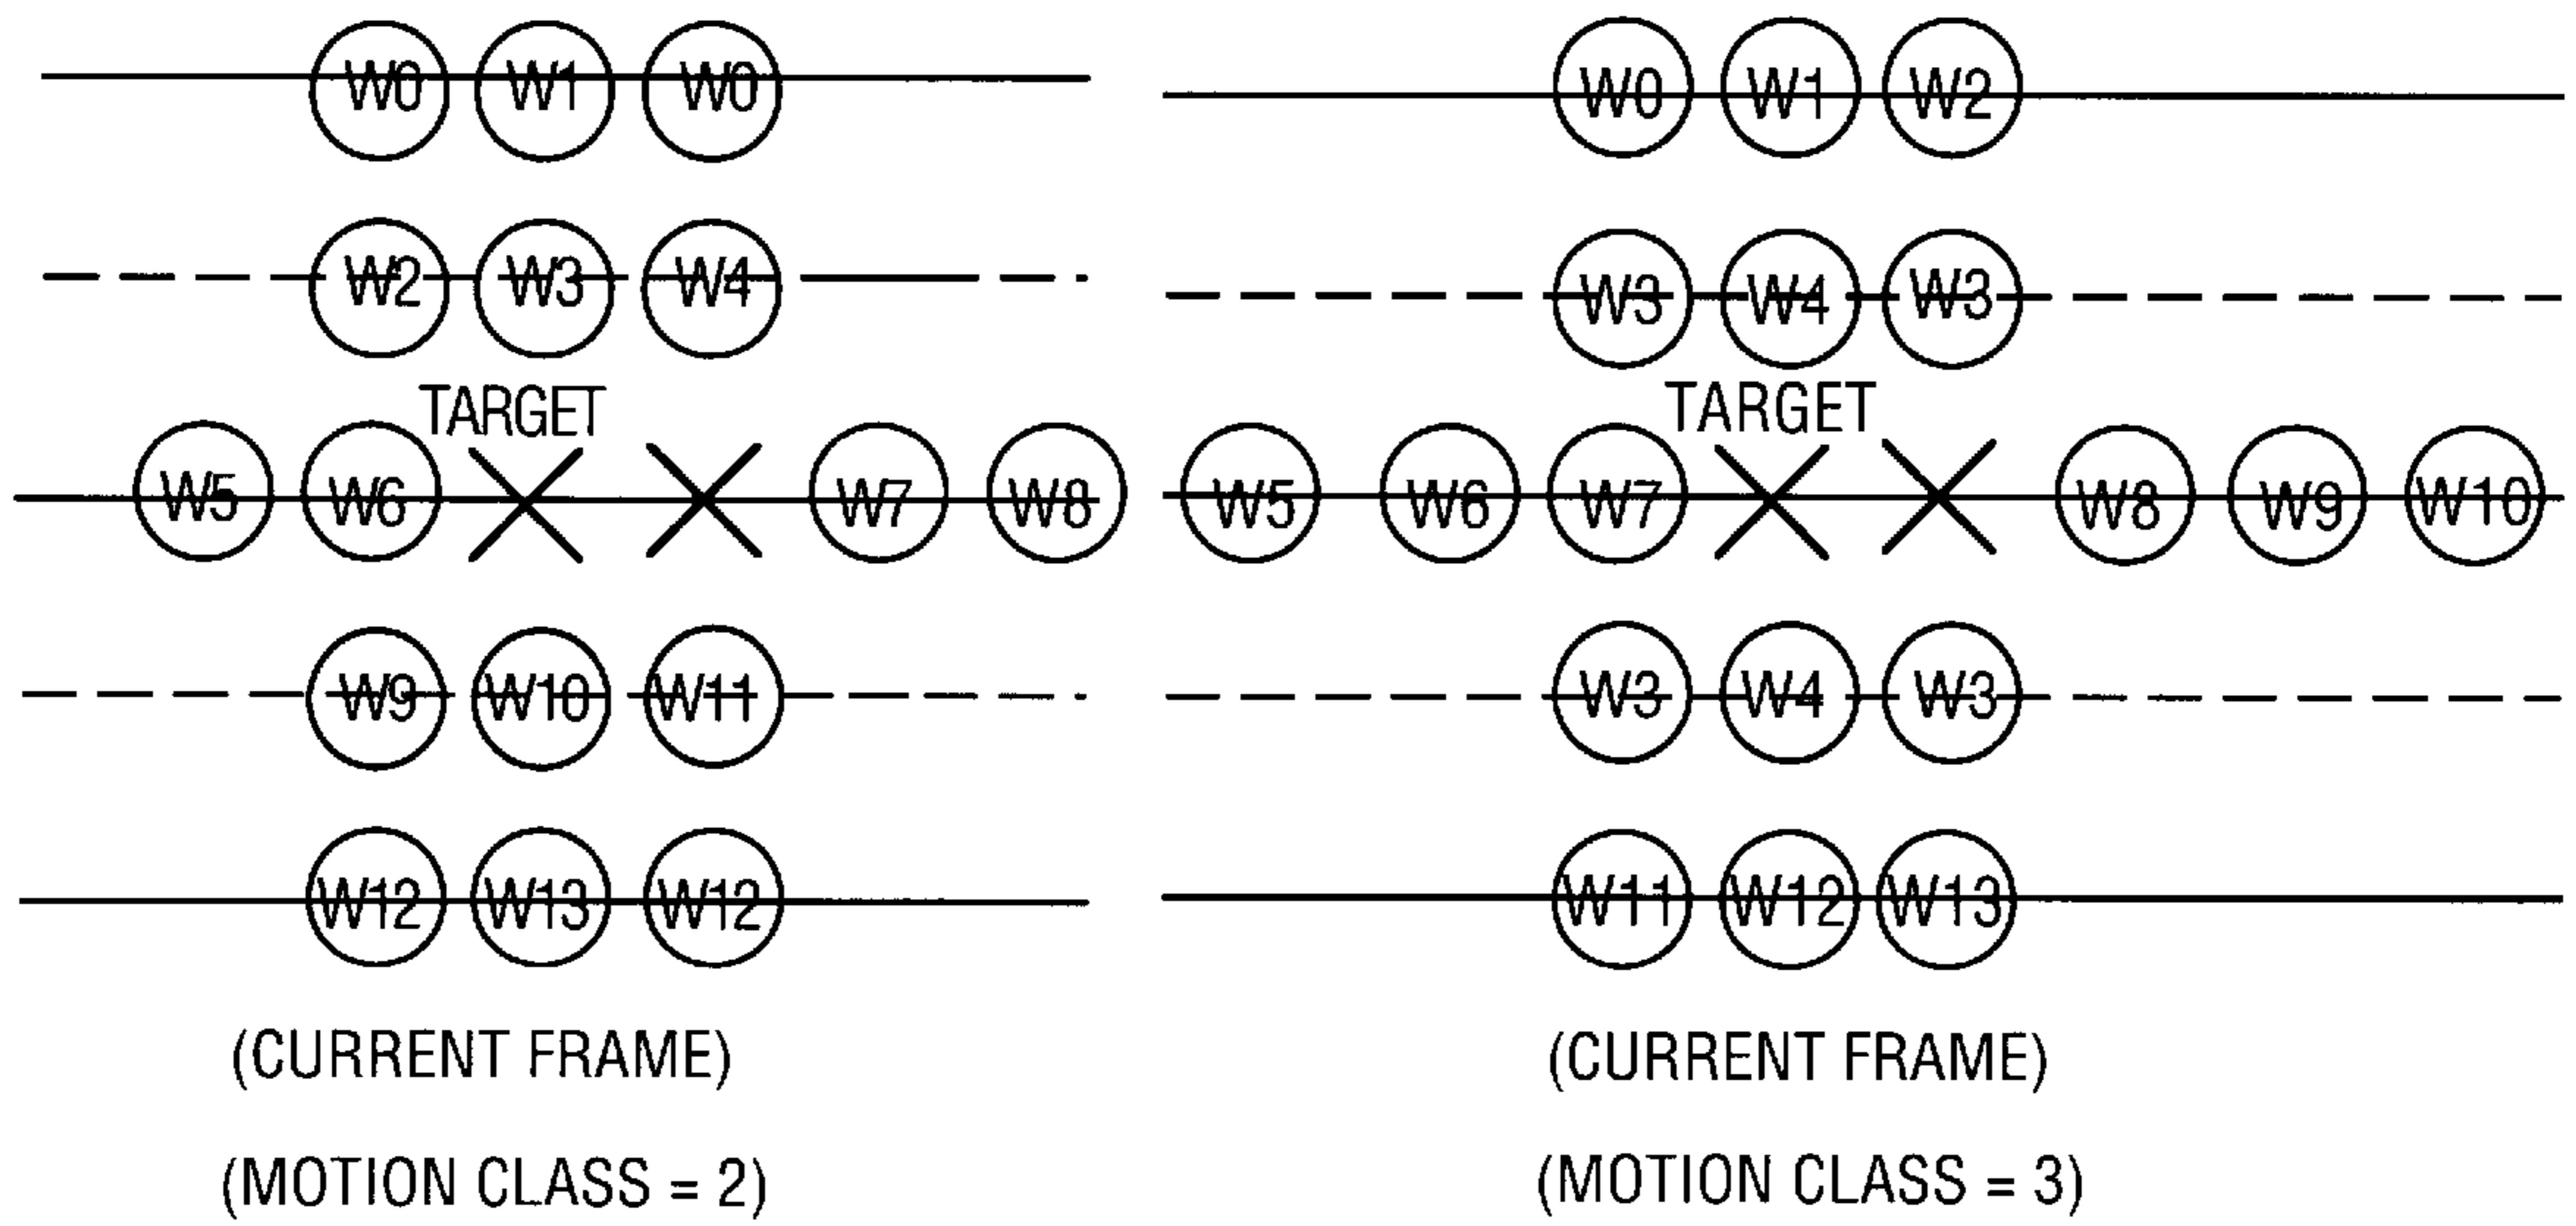 W0 W1 W0
W2 W3 W4
TARGET
W5 W6 W7 W8
W9 W10 W11
W12 W13 W12
(CURRENT FRAME)
(MOTION CLASS = 2)
W0 W1 W2
W3 W4 W3
TARGET
W5 W6 W7 W8 W9 W10
W3 W4 W3
W11 W12 W13
(CURRENT FRAME)
(MOTION CLASS = 3)